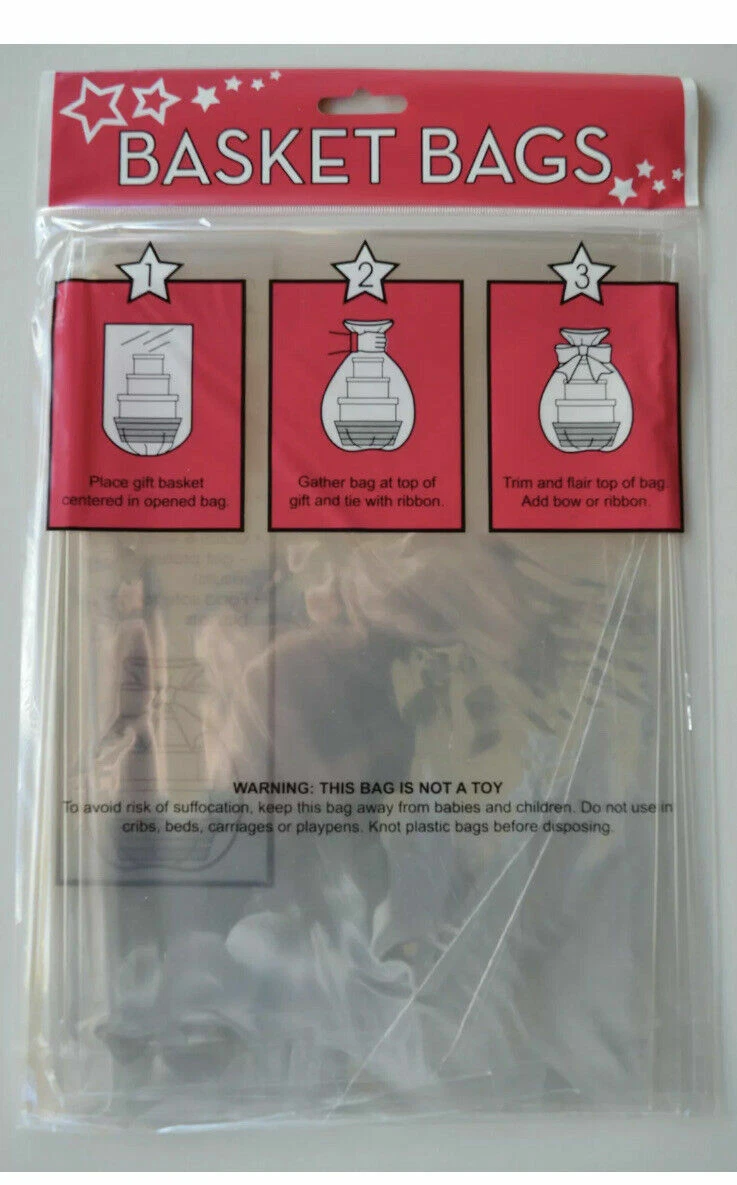 BASKET BAGS
1
Place gift basket
centered in opened bag.
2
Gather bag at top of
gift and tie with ribbon.
3
Trim and flair top of bag.
Add bow or ribbon.
WARNING: THIS BAG IS NOT A TOY
To avoid risk of suffocation, keep this bag away from babies and children. Do not use in
cribs, beds, carriages or playpens. Knot plastic bags before disposing.